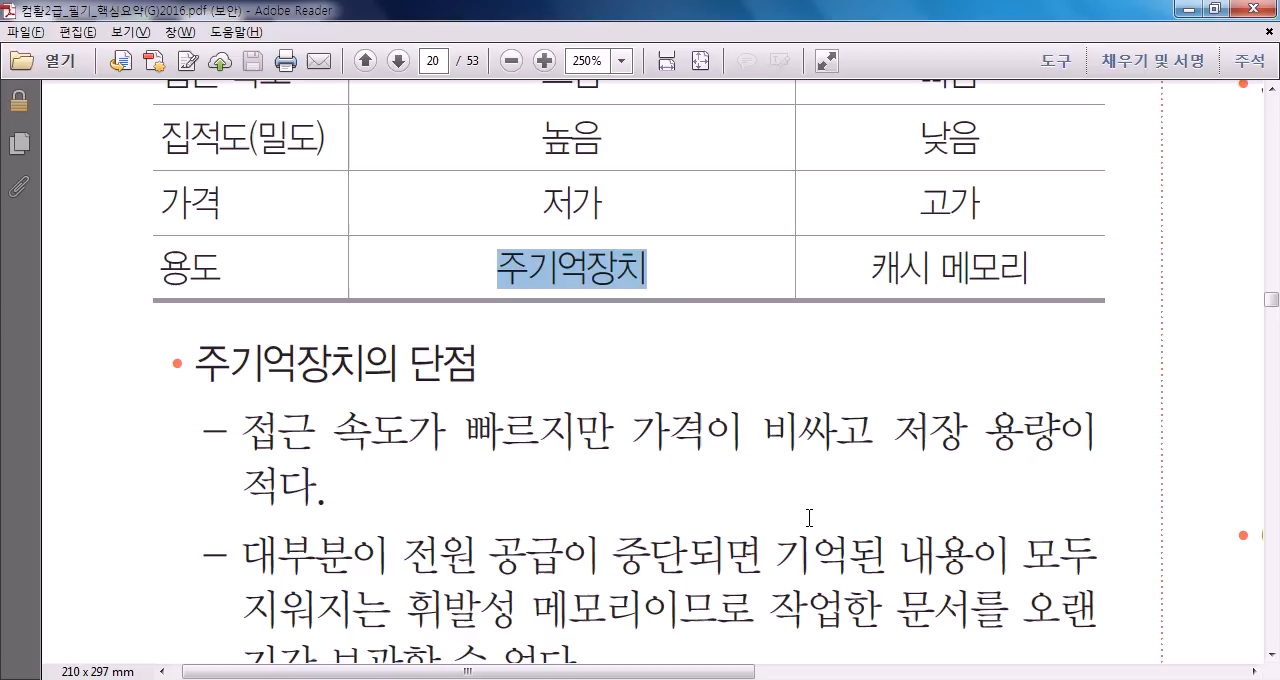 컴활2급_필기_핵심요약(G)2016.pdf (보안) - Adobe Reader
파일(F) 편집(E) 보기(V) 창(W) 도움말(H)
열기 20 / 53 250% 도구 채우기 및 서명 주석
집적도(밀도) 높음 낮음
가격 저가 고가
용도 주기억장치 캐시 메모리
• 주기억장치의 단점
– 접근 속도가 빠르지만 가격이 비싸고 저장 용량이
적다.
– 대부분이 전원 공급이 중단되면 기억된 내용이 모두
지워지는 휘발성 메모리이므로 작업한 문서를 오랜
210 x 297 mm